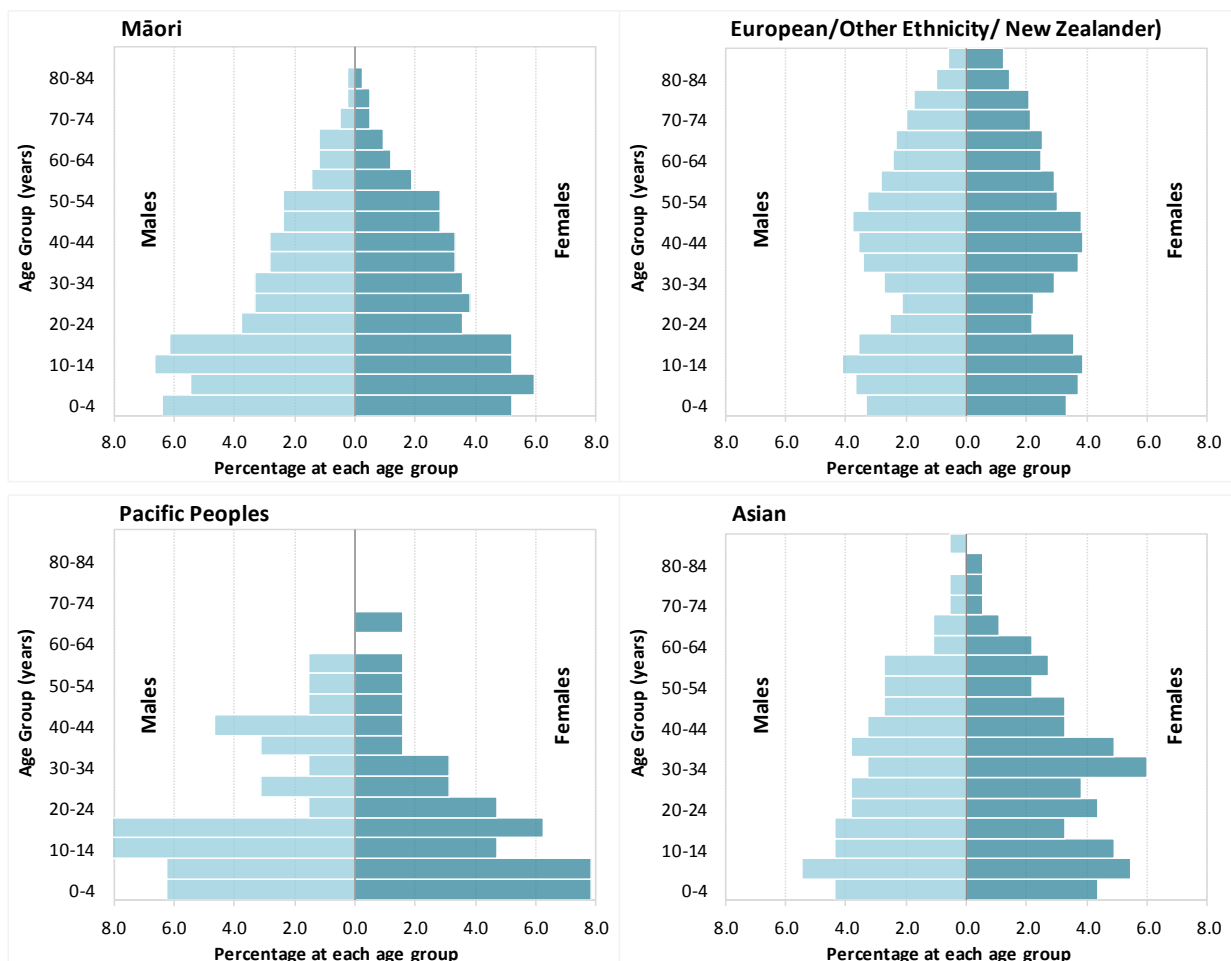 Māori
Age Group (years)
80-84
70-74
60-64
50-54
40-44
30-34
20-24
10-14
0-4
Males
Females
8.0 6.0 4.0 2.0 0.0 2.0 4.0 6.0 8.0
Percentage at each age group
European/Other Ethnicity/ New Zealander)
Age Group (years)
80-84
70-74
60-64
50-54
40-44
30-34
20-24
10-14
0-4
Males
Females
8.0 6.0 4.0 2.0 0.0 2.0 4.0 6.0 8.0
Percentage at each age group
Pacific Peoples
Age Group (years)
80-84
70-74
60-64
50-54
40-44
30-34
20-24
10-14
0-4
Males
Females
8.0 6.0 4.0 2.0 0.0 2.0 4.0 6.0 8.0
Percentage at each age group
Asian
Age Group (years)
80-84
70-74
60-64
50-54
40-44
30-34
20-24
10-14
0-4
Males
Females
8.0 6.0 4.0 2.0 0.0 2.0 4.0 6.0 8.0
Percentage at each age group